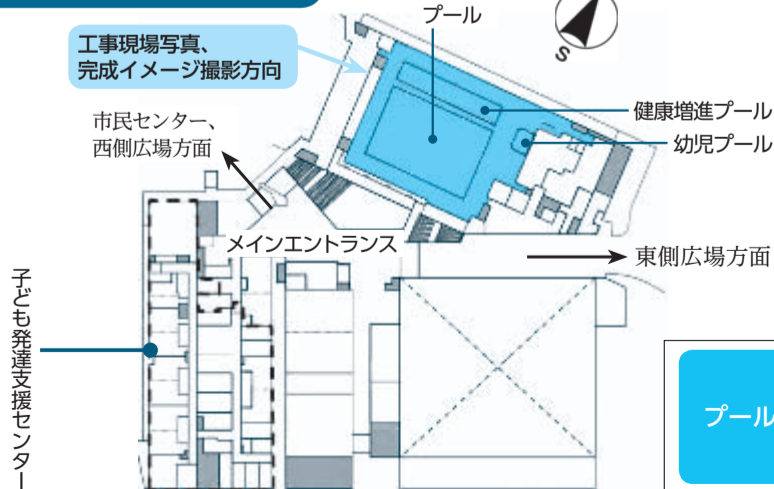 プール
S
工事現場写真、
完成イメージ撮影方向
健康増進プール
幼児プール
市民センター、
西側広場方面
メインエントランス
東側広場方面
子ども発達支援センター
プール